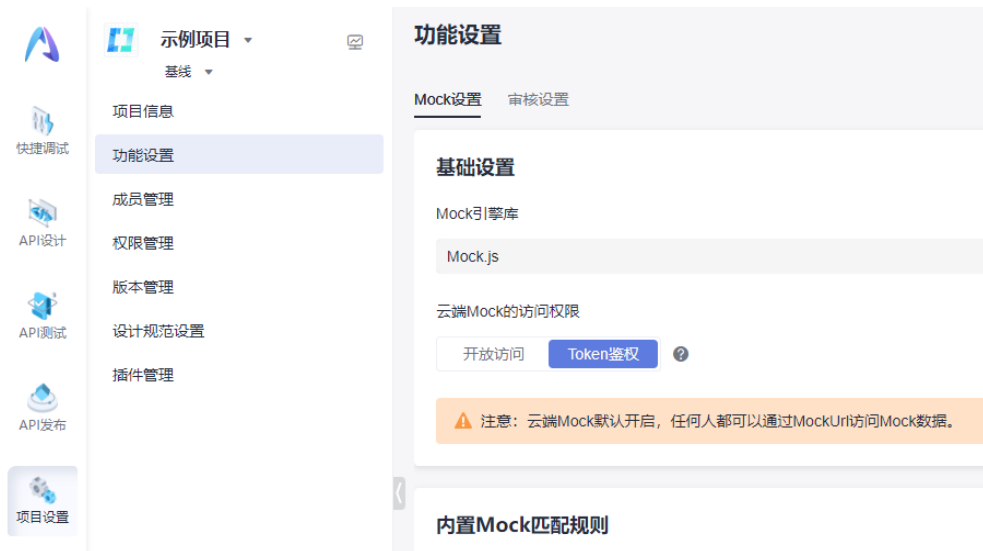 示例项目
基线
快捷调试
API设计
API测试
API发布
项目设置
项目信息
功能设置
成员管理
权限管理
版本管理
设计规范设置
插件管理
功能设置
Mock设置 审核设置
基础设置
Mock引擎库
Mock.js
云端Mock的访问权限
开放访问 Token鉴权
注意：云端Mock默认开启，任何人都可以通过MockUrl访问Mock数据。
内置Mock匹配规则